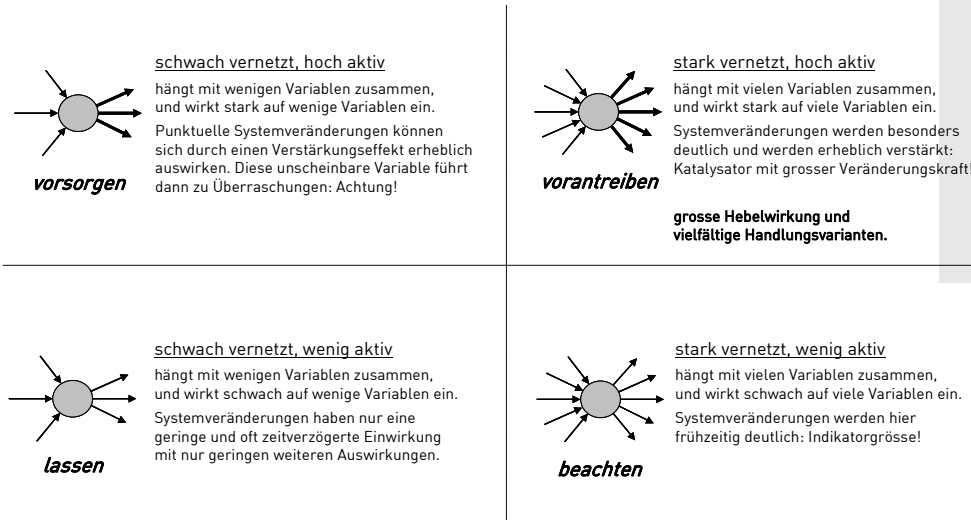 schwach vernetzt, hoch aktiv
hängt mit wenigen Variablen zusammen,
und wirkt stark auf wenige Variablen ein.
Punktuelle Systemveränderungen können
sich durch einen Verstärkungseffekt erheblich
auswirken. Diese unscheinbare Variable führt
dann zu Überraschungen: Achtung!
vorsorgen
stark vernetzt, hoch aktiv
hängt mit vielen Variablen zusammen,
und wirkt stark auf viele Variablen ein.
Systemveränderungen werden besonders
deutlich und werden erheblich verstärkt:
Katalysator mit grosser Veränderungskraft!
vorantreiben
grosse Hebelwirkung und
vielfältige Handlungsvarianten.
schwach vernetzt, wenig aktiv
hängt mit wenigen Variablen zusammen,
und wirkt schwach auf wenige Variablen ein.
Systemveränderungen haben nur eine
geringe und oft zeitverzögerte Einwirkung
mit nur geringen weiteren Auswirkungen.
lassen
stark vernetzt, wenig aktiv
hängt mit vielen Variablen zusammen,
und wirkt schwach auf viele Variablen ein.
Systemveränderungen werden hier
frühzeitig deutlich: Indikatorgrösse!
beachten